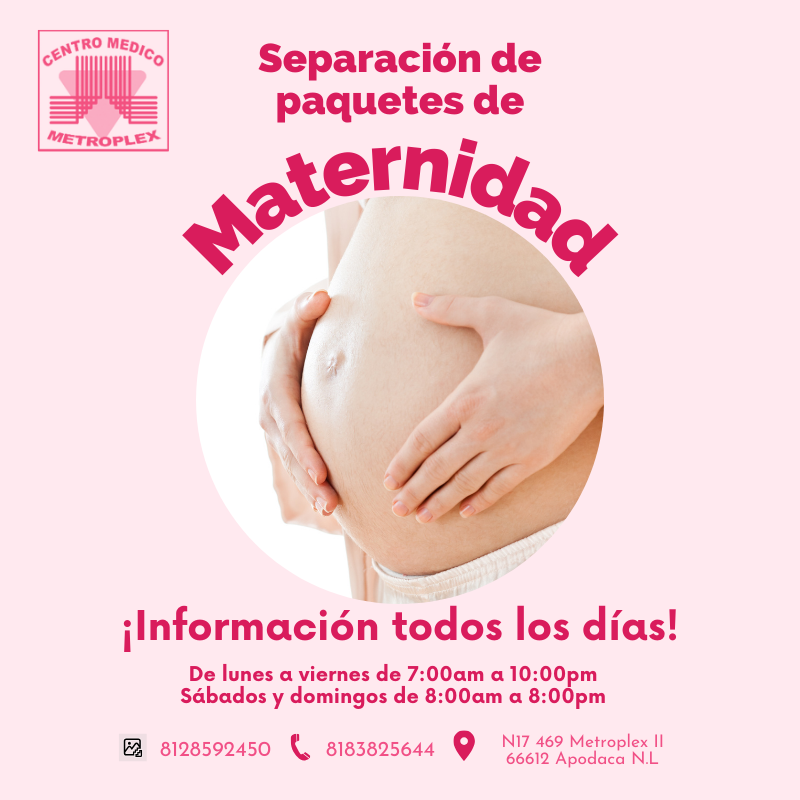 CENTRO MEDICO
METROPLEX
Separación de
paquetes de
Maternidad
¡Información todos los días!
De lunes a viernes de 7:00am a 10:00pm
Sábados y domingos de 8:00am a 8:00pm
8128592450
8183825644
N17 469 Metroplex II
66612 Apodaca N.L